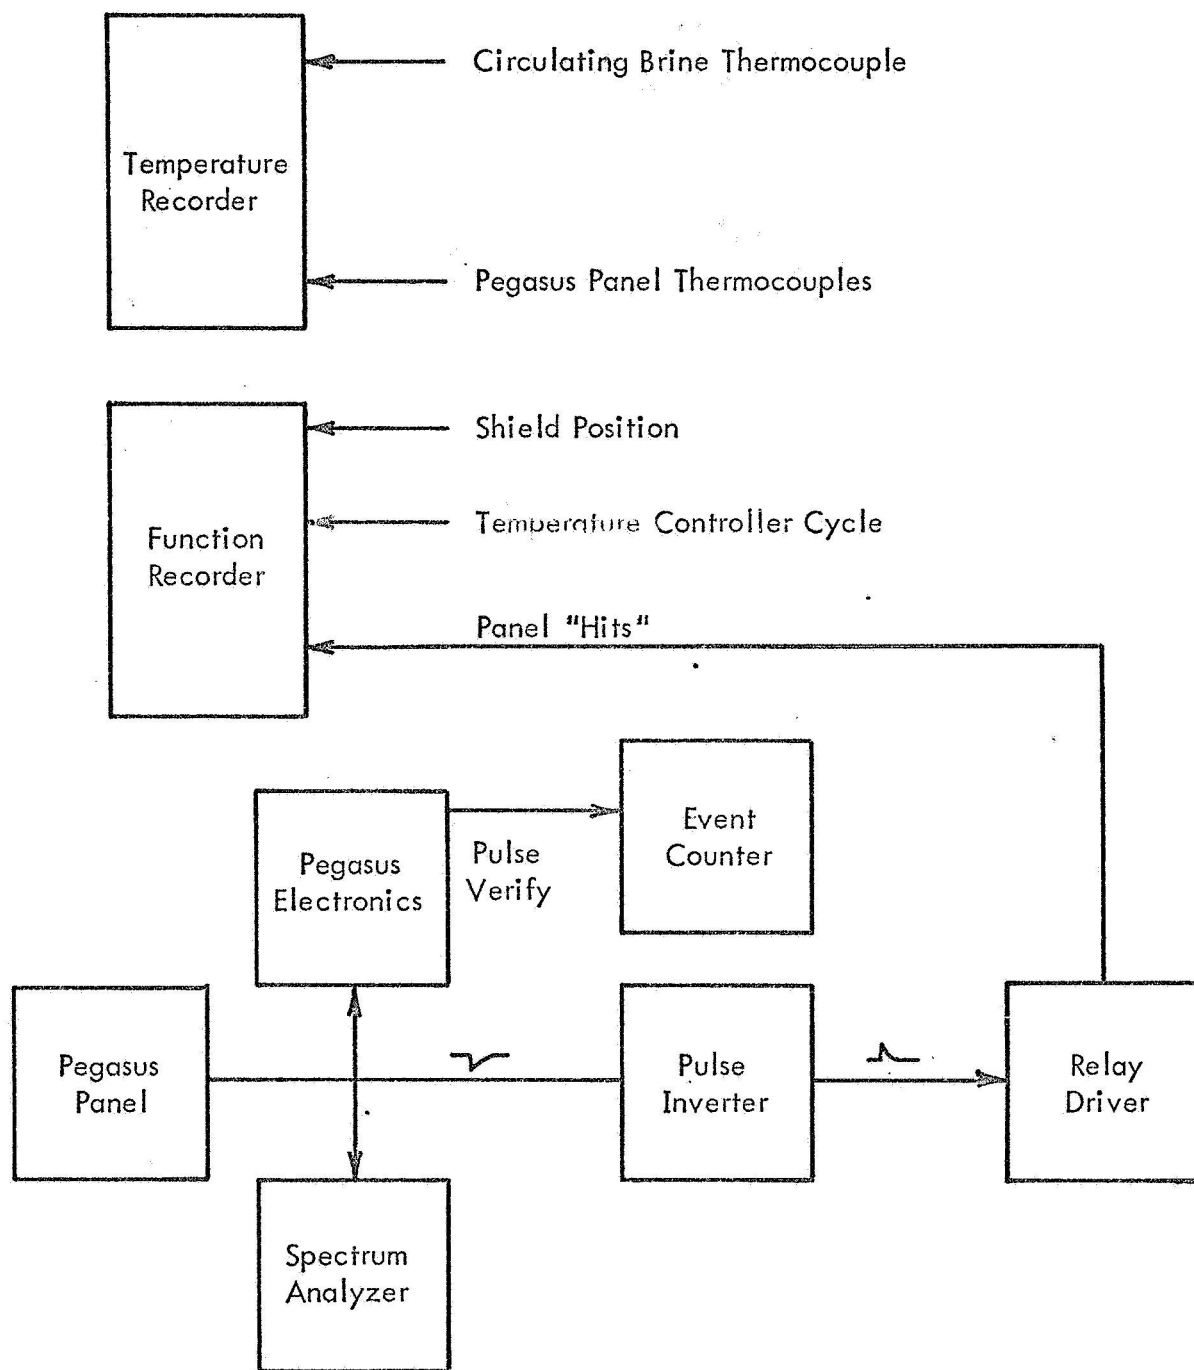 Circulating Brine Thermocouple
Temperature
Recorder
Pegasus Panel Thermocouples
Shield Position
Temperature Controller Cycle
Function
Recorder
Panel "Hits"
Event
Counter
Pegasus
Electronics
Pulse
Verify
Pegasus
Panel
Pulse
Inverter
Relay
Driver
Spectrum
Analyzer